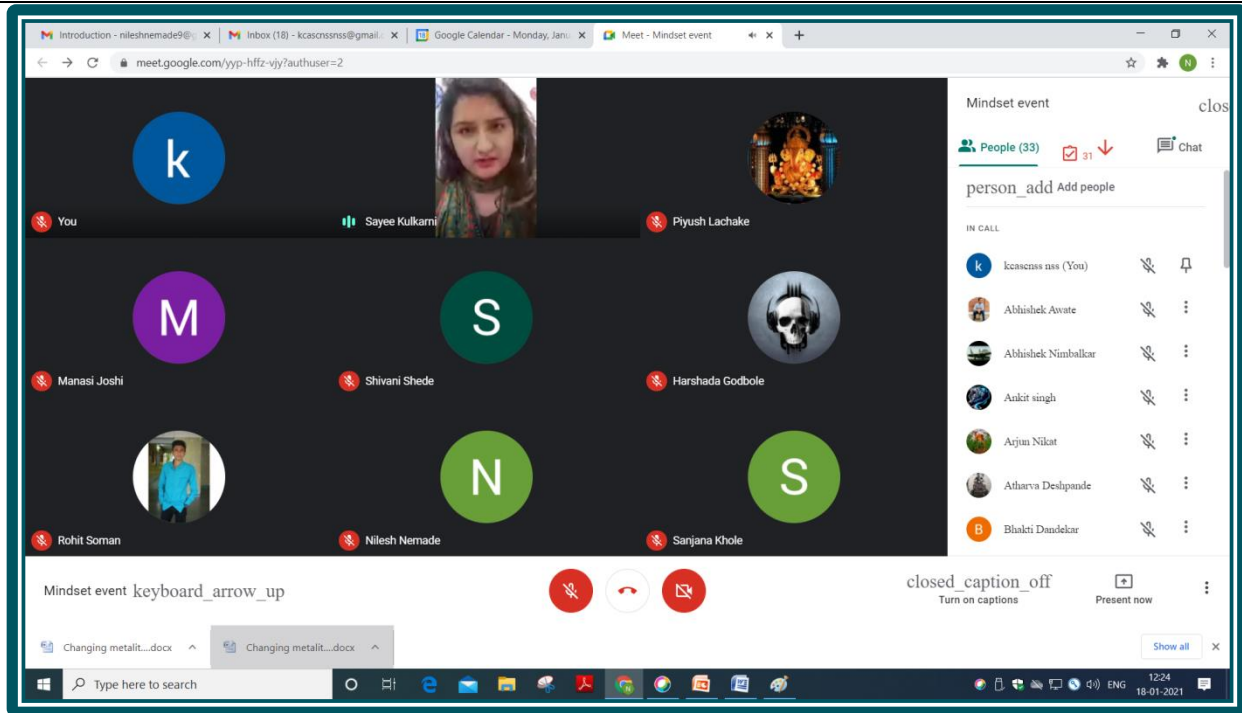 Introduction - nileshnemade9@g
Inbox (18) - kcascnssnss@gmail.c
Google Calendar - Monday, Janu
Meet - Mindset event
meet.google.com/yyp-hffz-vjy?authuser=2
N
k
You
Sayee Kulkarni
Piyush Lachake
M
Manasi Joshi
S
Shivani Shede
Harshada Godbole
Rohit Soman
N
Nilesh Nemade
S
Sanjana Khole
Mindset event
clos
People (33)
31
Chat
person_add Add people
IN CALL
k
kcascnss nss (You)
Abhishek Awate
Abhishek Nimbalkar
Ankit singh
Arjun Nikat
Atharva Deshpande
B
Bhakti Dandekar
Mindset event keyboard_arrow_up
closed_caption_off
Turn on captions
Present now
Changing metalit....docx
Changing metalit....docx
Show all
Type here to search
ENG
12:24
18-01-2021